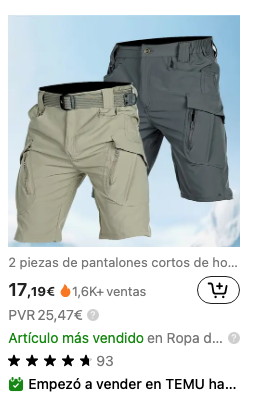 2 piezas de pantalones cortos de ho...
17,19€ 1,6K+ ventas
PVR 25,47€ ?
Artículo más vendido en Ropa d... ?
93
Empezó a vender en TEMU ha...